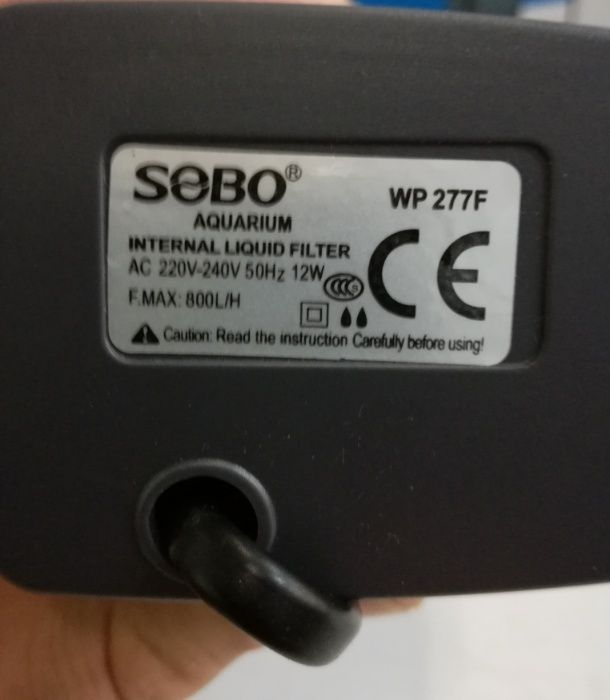 SOBO®
WP 277F
AQUARIUM
INTERNAL LIQUID FILTER
AC 220V-240V 50Hz 12W
CCC S
CE
F.MAX: 800L/H
Caution: Read the instruction Carefully before using!